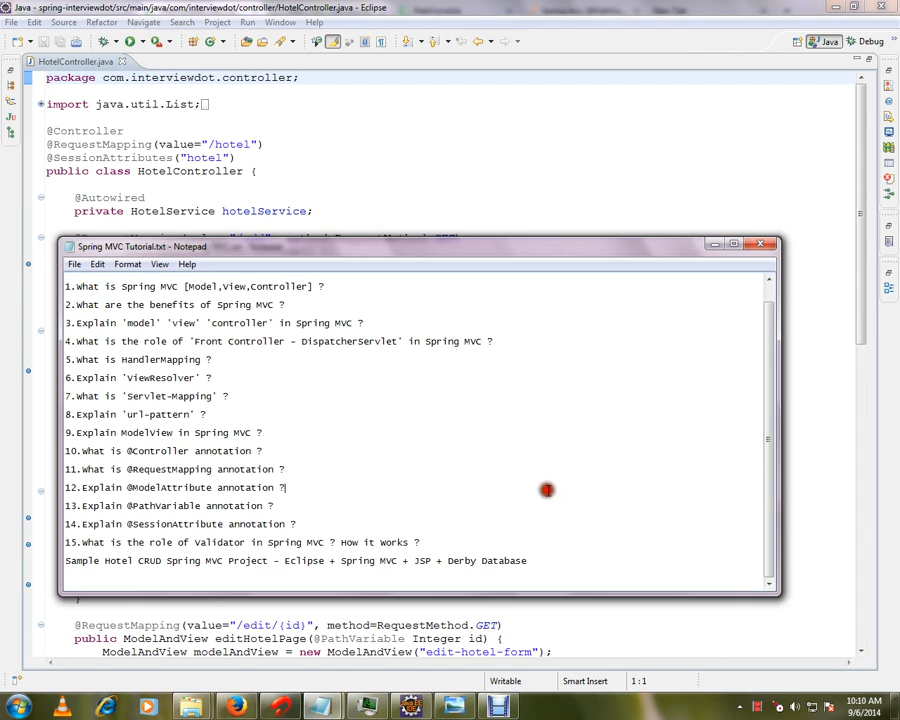 Java - spring-interviewdot/src/main/java/com/interviewdot/controller/HotelController.java - Eclipse
File Edit Source Refactor Navigate Search Project Run Window Help
Java Debug
HotelController.java
package com.interviewdot.controller;
import java.util.List;
@Controller
@RequestMapping(value="/hotel")
@SessionAttributes("hotel")
public class HotelController {
@Autowired
private HotelService hotelService;
Spring MVC Tutorial.txt - Notepad
File Edit Format View Help
1.What is Spring MVC [Model,View,Controller] ?
2.What are the benefits of Spring MVC ?
3.Explain 'model' 'view' 'controller' in Spring MVC ?
4.What is the role of 'Front Controller - DispatcherServlet' in Spring MVC ?
5.What is HandlerMapping ?
6.Explain 'ViewResolver' ?
7.What is 'Servlet-Mapping' ?
8.Explain 'url-pattern' ?
9.Explain ModelView in Spring MVC ?
10.What is @Controller annotation ?
11.What is @RequestMapping annotation ?
12.Explain @ModelAttribute annotation ?
13.Explain @PathVariable annotation ?
14.Explain @SessionAttribute annotation ?
15.What is the role of Validator in Spring MVC ? How it works ?
Sample Hotel CRUD Spring MVC Project - Eclipse + Spring MVC + JSP + Derby Database
}
@RequestMapping(value="/edit/{id}", method=RequestMethod.GET)
public ModelAndView editHotelPage(@PathVariable Integer id) {
ModelAndView modelAndView = new ModelAndView("edit-hotel-form");
Writable Smart Insert 1 : 1
10:10 AM
9/6/2014